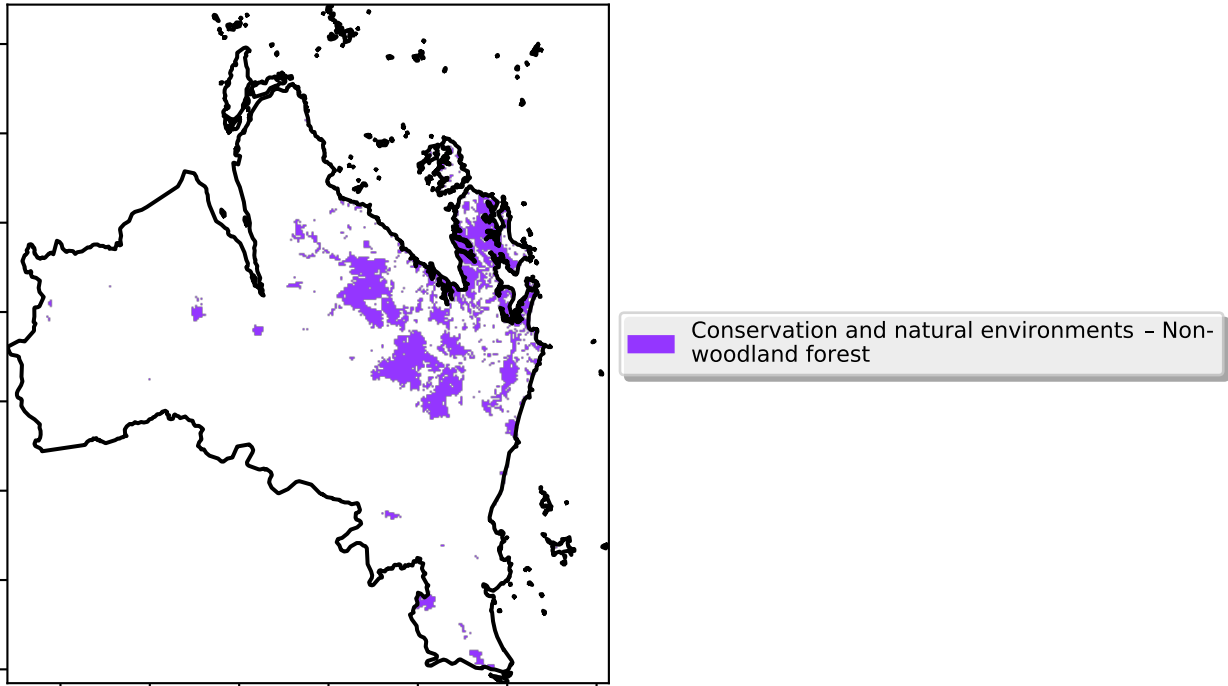 Conservation and natural environments – Non-
woodland forest